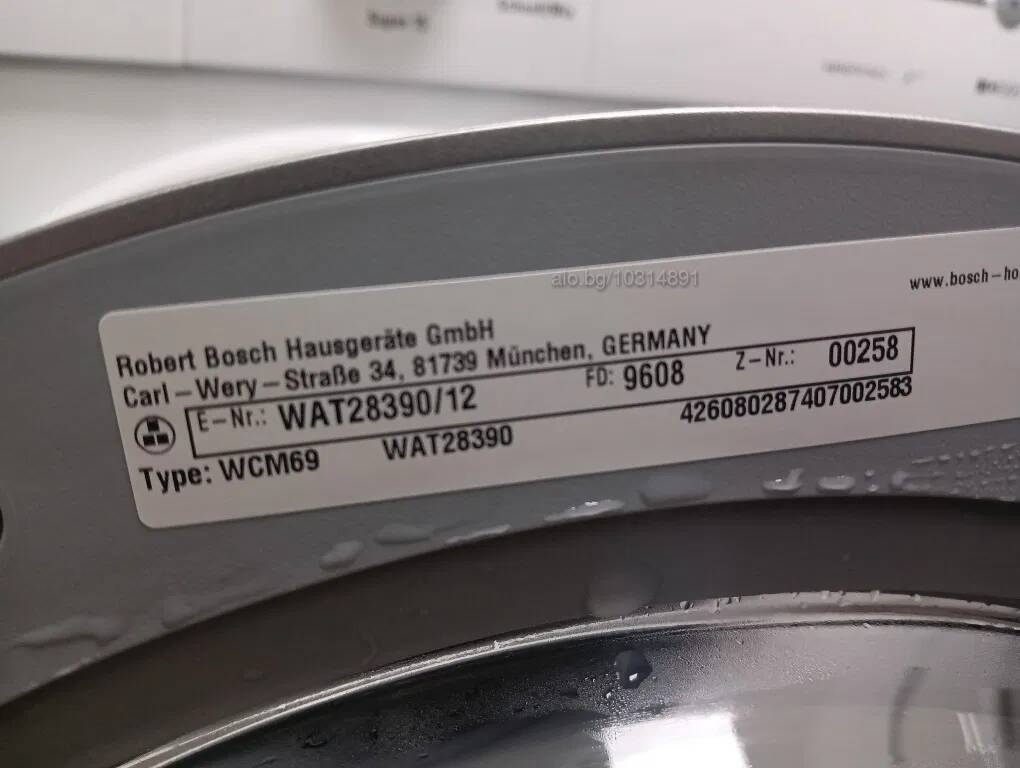 alo.bg/10314891
www.bosch-ho
Robert Bosch Hausgeräte GmbH
Carl-Wery-Straße 34, 81739 München, GERMANY
E-Nr.: WAT28390/12 FD: 9608 Z-Nr.: 00258
Type: WCM69 WAT28390 426080287407002583